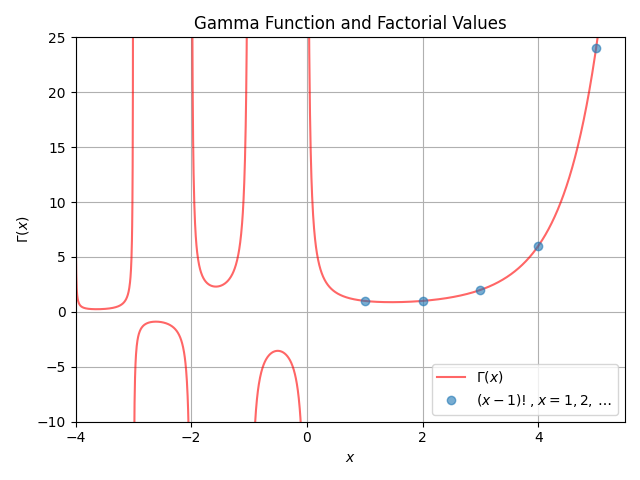 Gamma Function and Factorial Values
25
20
15
10
5
0
−5
−10
Γ(x)
−4 −2 0 2 4
x
Γ(x)
(x − 1)! , x = 1, 2, …